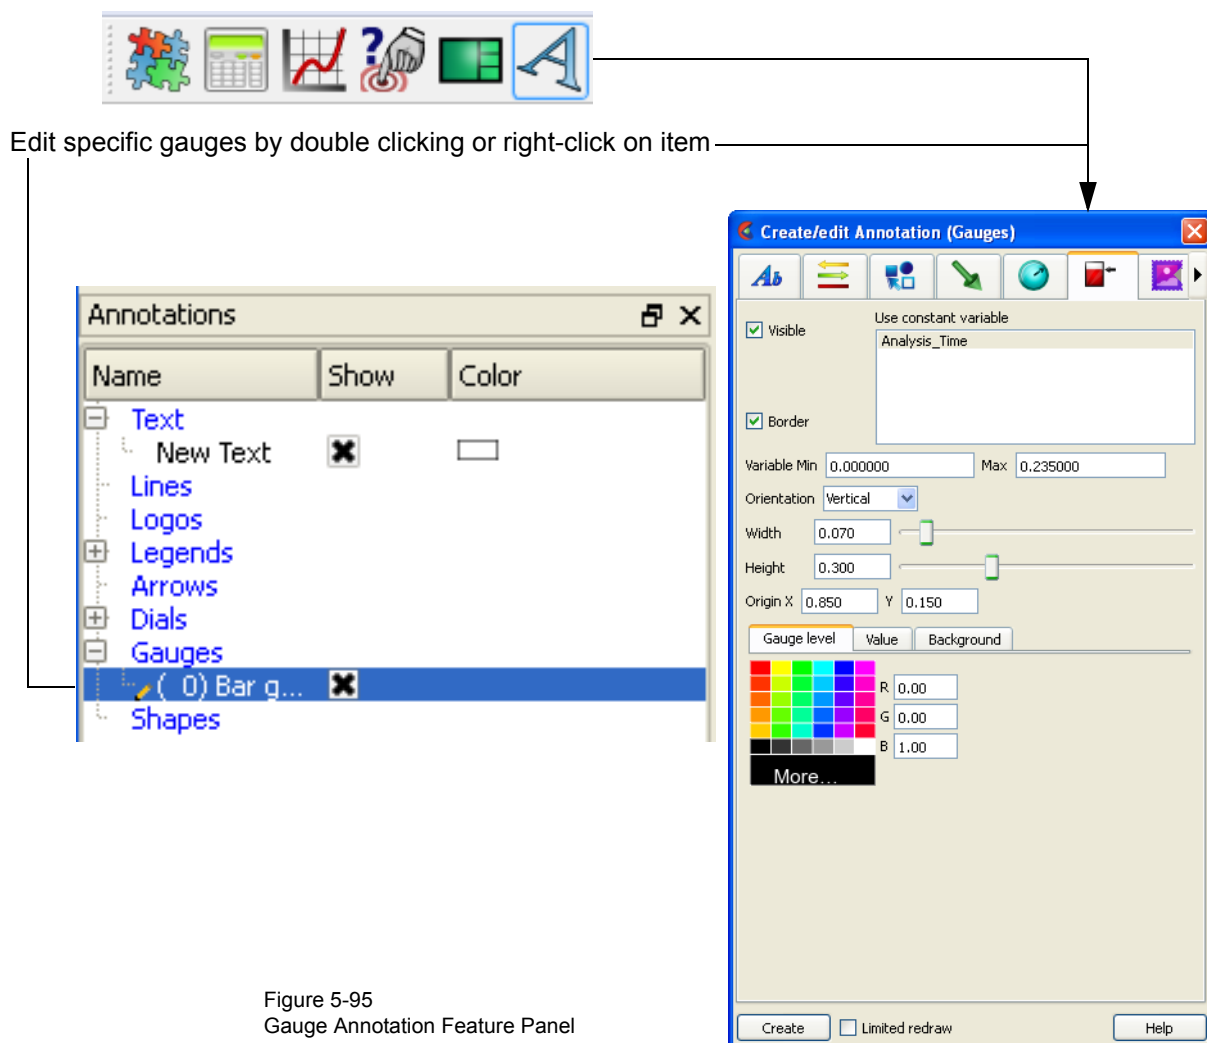 Edit specific gauges by double clicking or right-click on item
Create/edit Annotation (Gauges)
Ab
Annotations
Name Show Color
Text
New Text
Lines
Logos
Legends
Arrows
Dials
Gauges
( 0) Bar g...
Shapes
Visible
Use constant variable
Analysis_Time
Border
Variable Min 0.000000 Max 0.235000
Orientation Vertical
Width 0.070
Height 0.300
Origin X 0.850 Y 0.150
Gauge level Value Background
R 0.00
G 0.00
B 1.00
More...
Create Limited redraw Help
Figure 5-95
Gauge Annotation Feature Panel